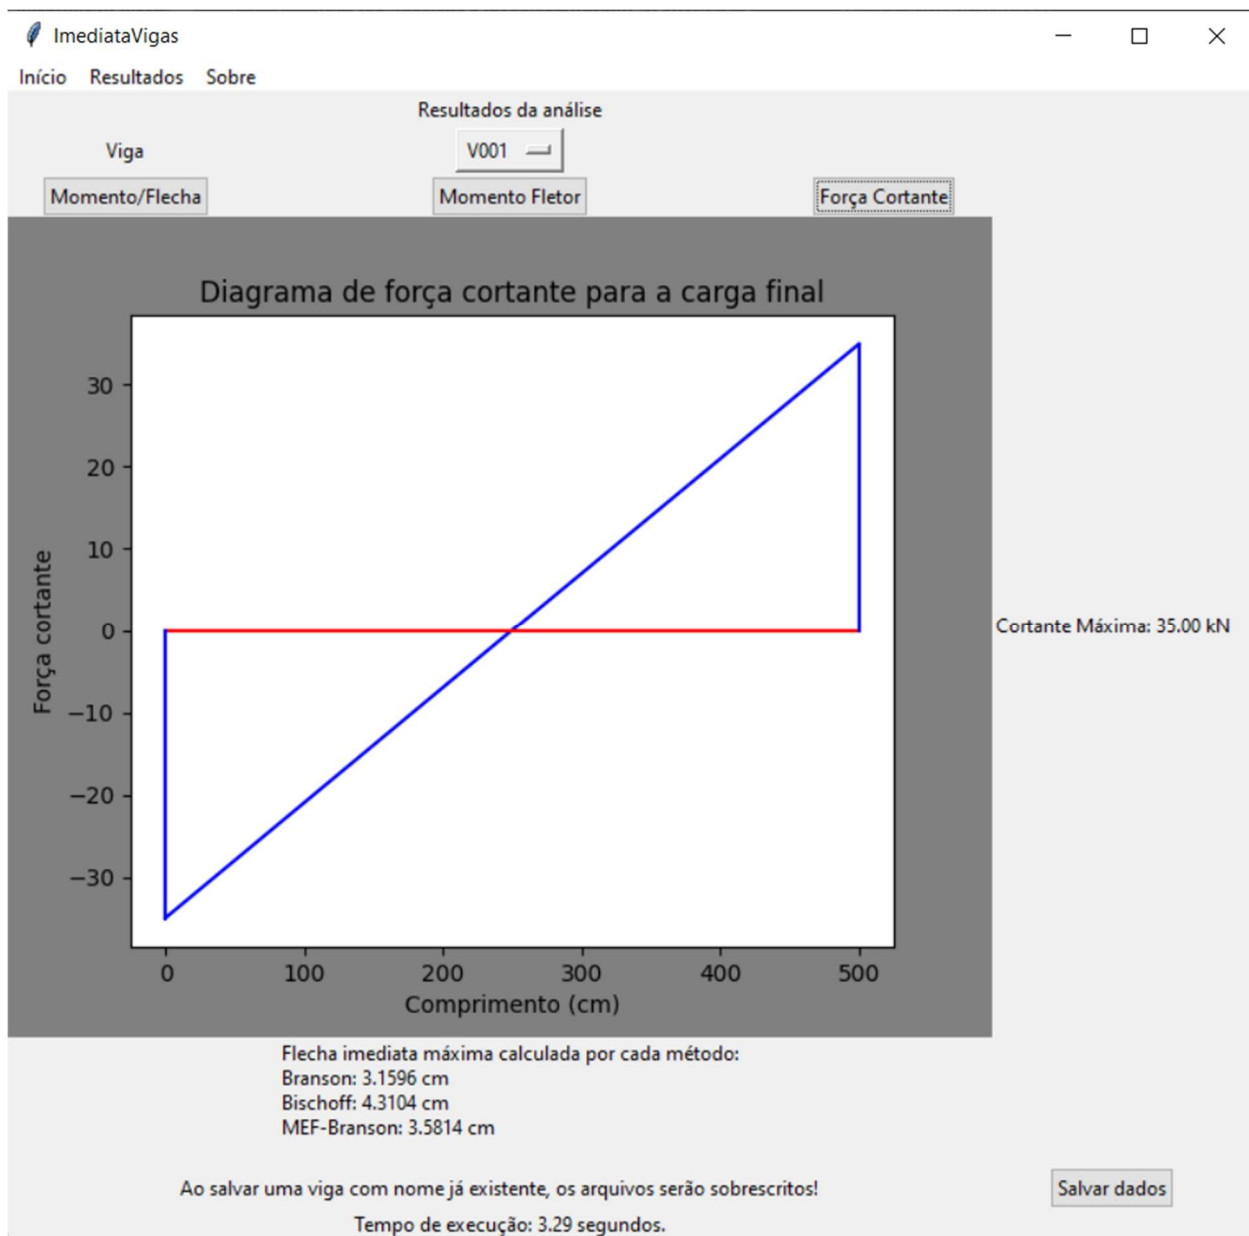 ImediataVigas
Início Resultados Sobre
Resultados da análise
Viga V001
Momento/Flecha Momento Fletor Força Cortante
Diagrama de força cortante para a carga final
30
20
10
0
−10
−20
−30
Força cortante
0 100 200 300 400 500
Comprimento (cm)
Cortante Máxima: 35.00 kN
Flecha imediata máxima calculada por cada método:
Branson: 3.1596 cm
Bischoff: 4.3104 cm
MEF-Branson: 3.5814 cm
Ao salvar uma viga com nome já existente, os arquivos serão sobrescritos!
Salvar dados
Tempo de execução: 3.29 segundos.